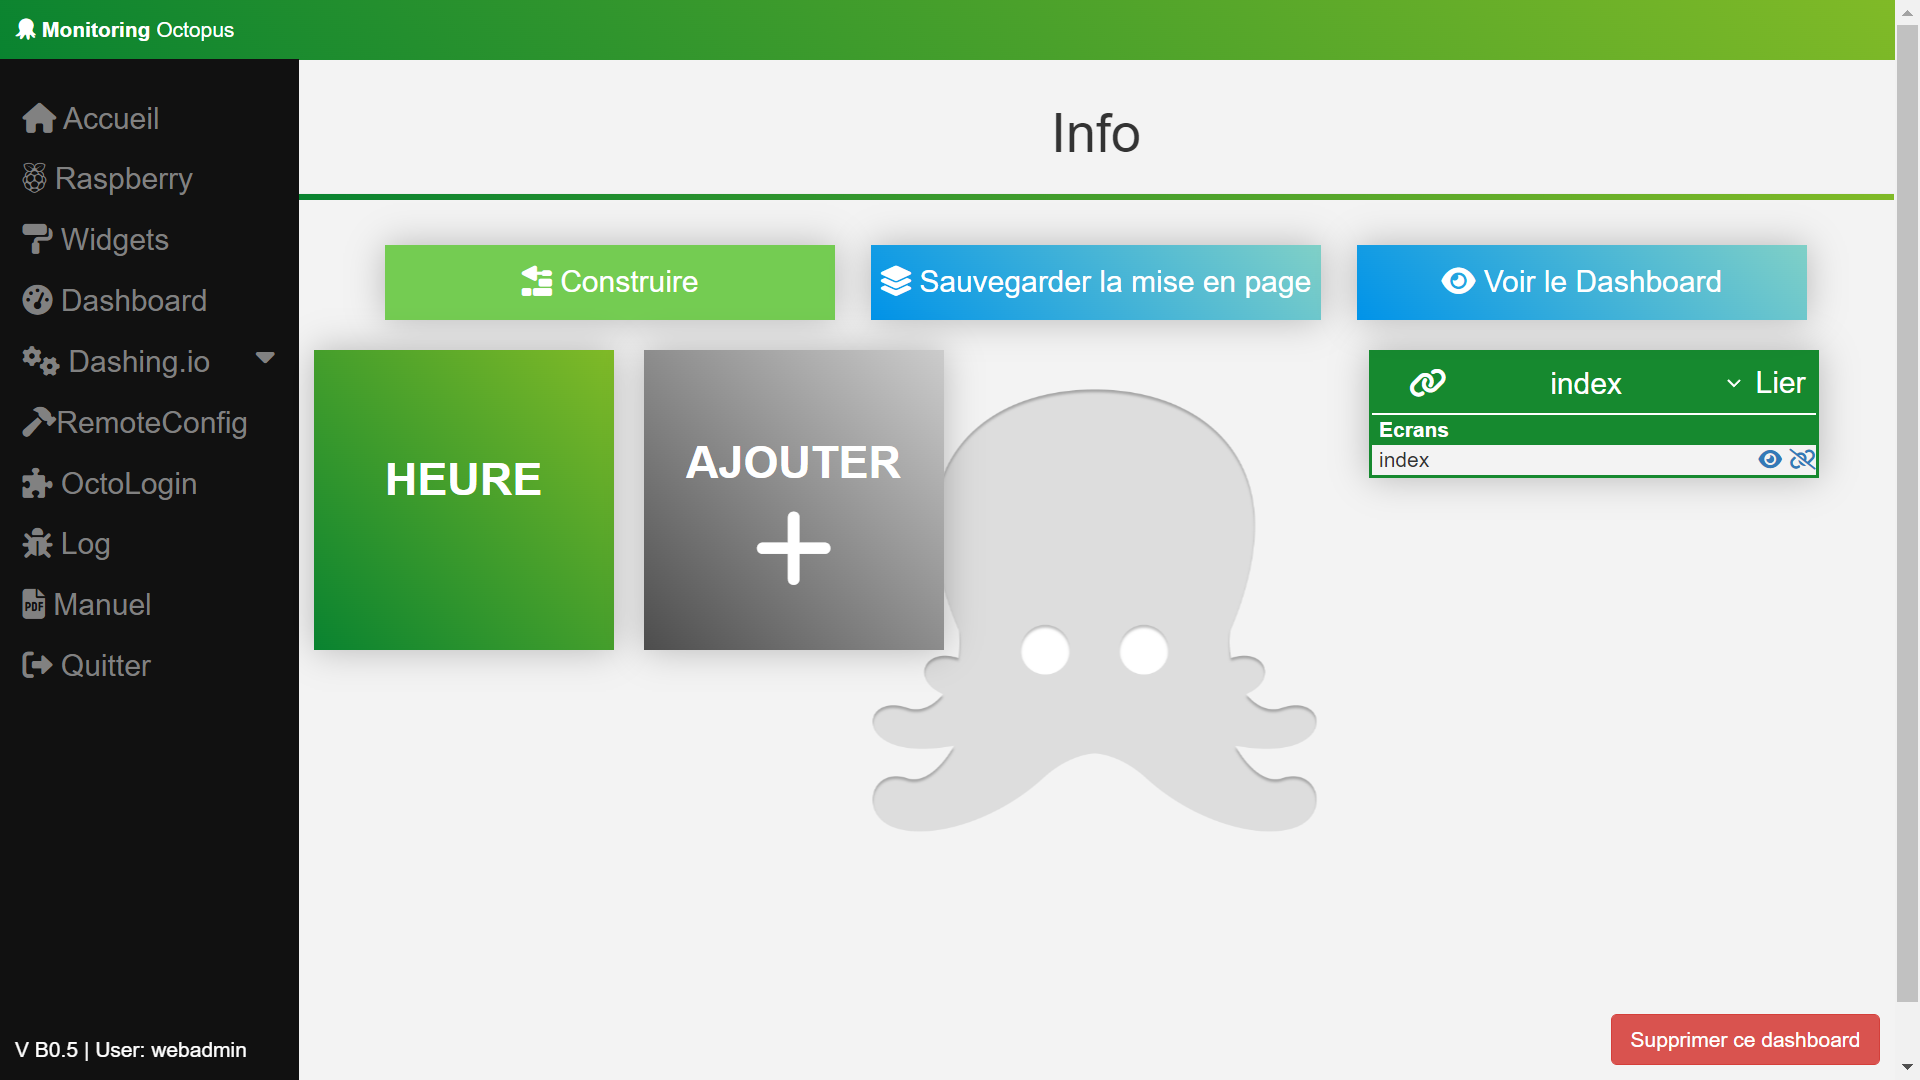 Monitoring Octopus
Accueil
Raspberry
Widgets
Dashboard
Dashing.io
RemoteConfig
OctoLogin
Log
PDF Manuel
Quitter
V B0.5 | User: webadmin
Info
Construire
Sauvegarder la mise en page
Voir le Dashboard
HEURE
AJOUTER
index
Lier
Ecrans
index
Supprimer ce dashboard